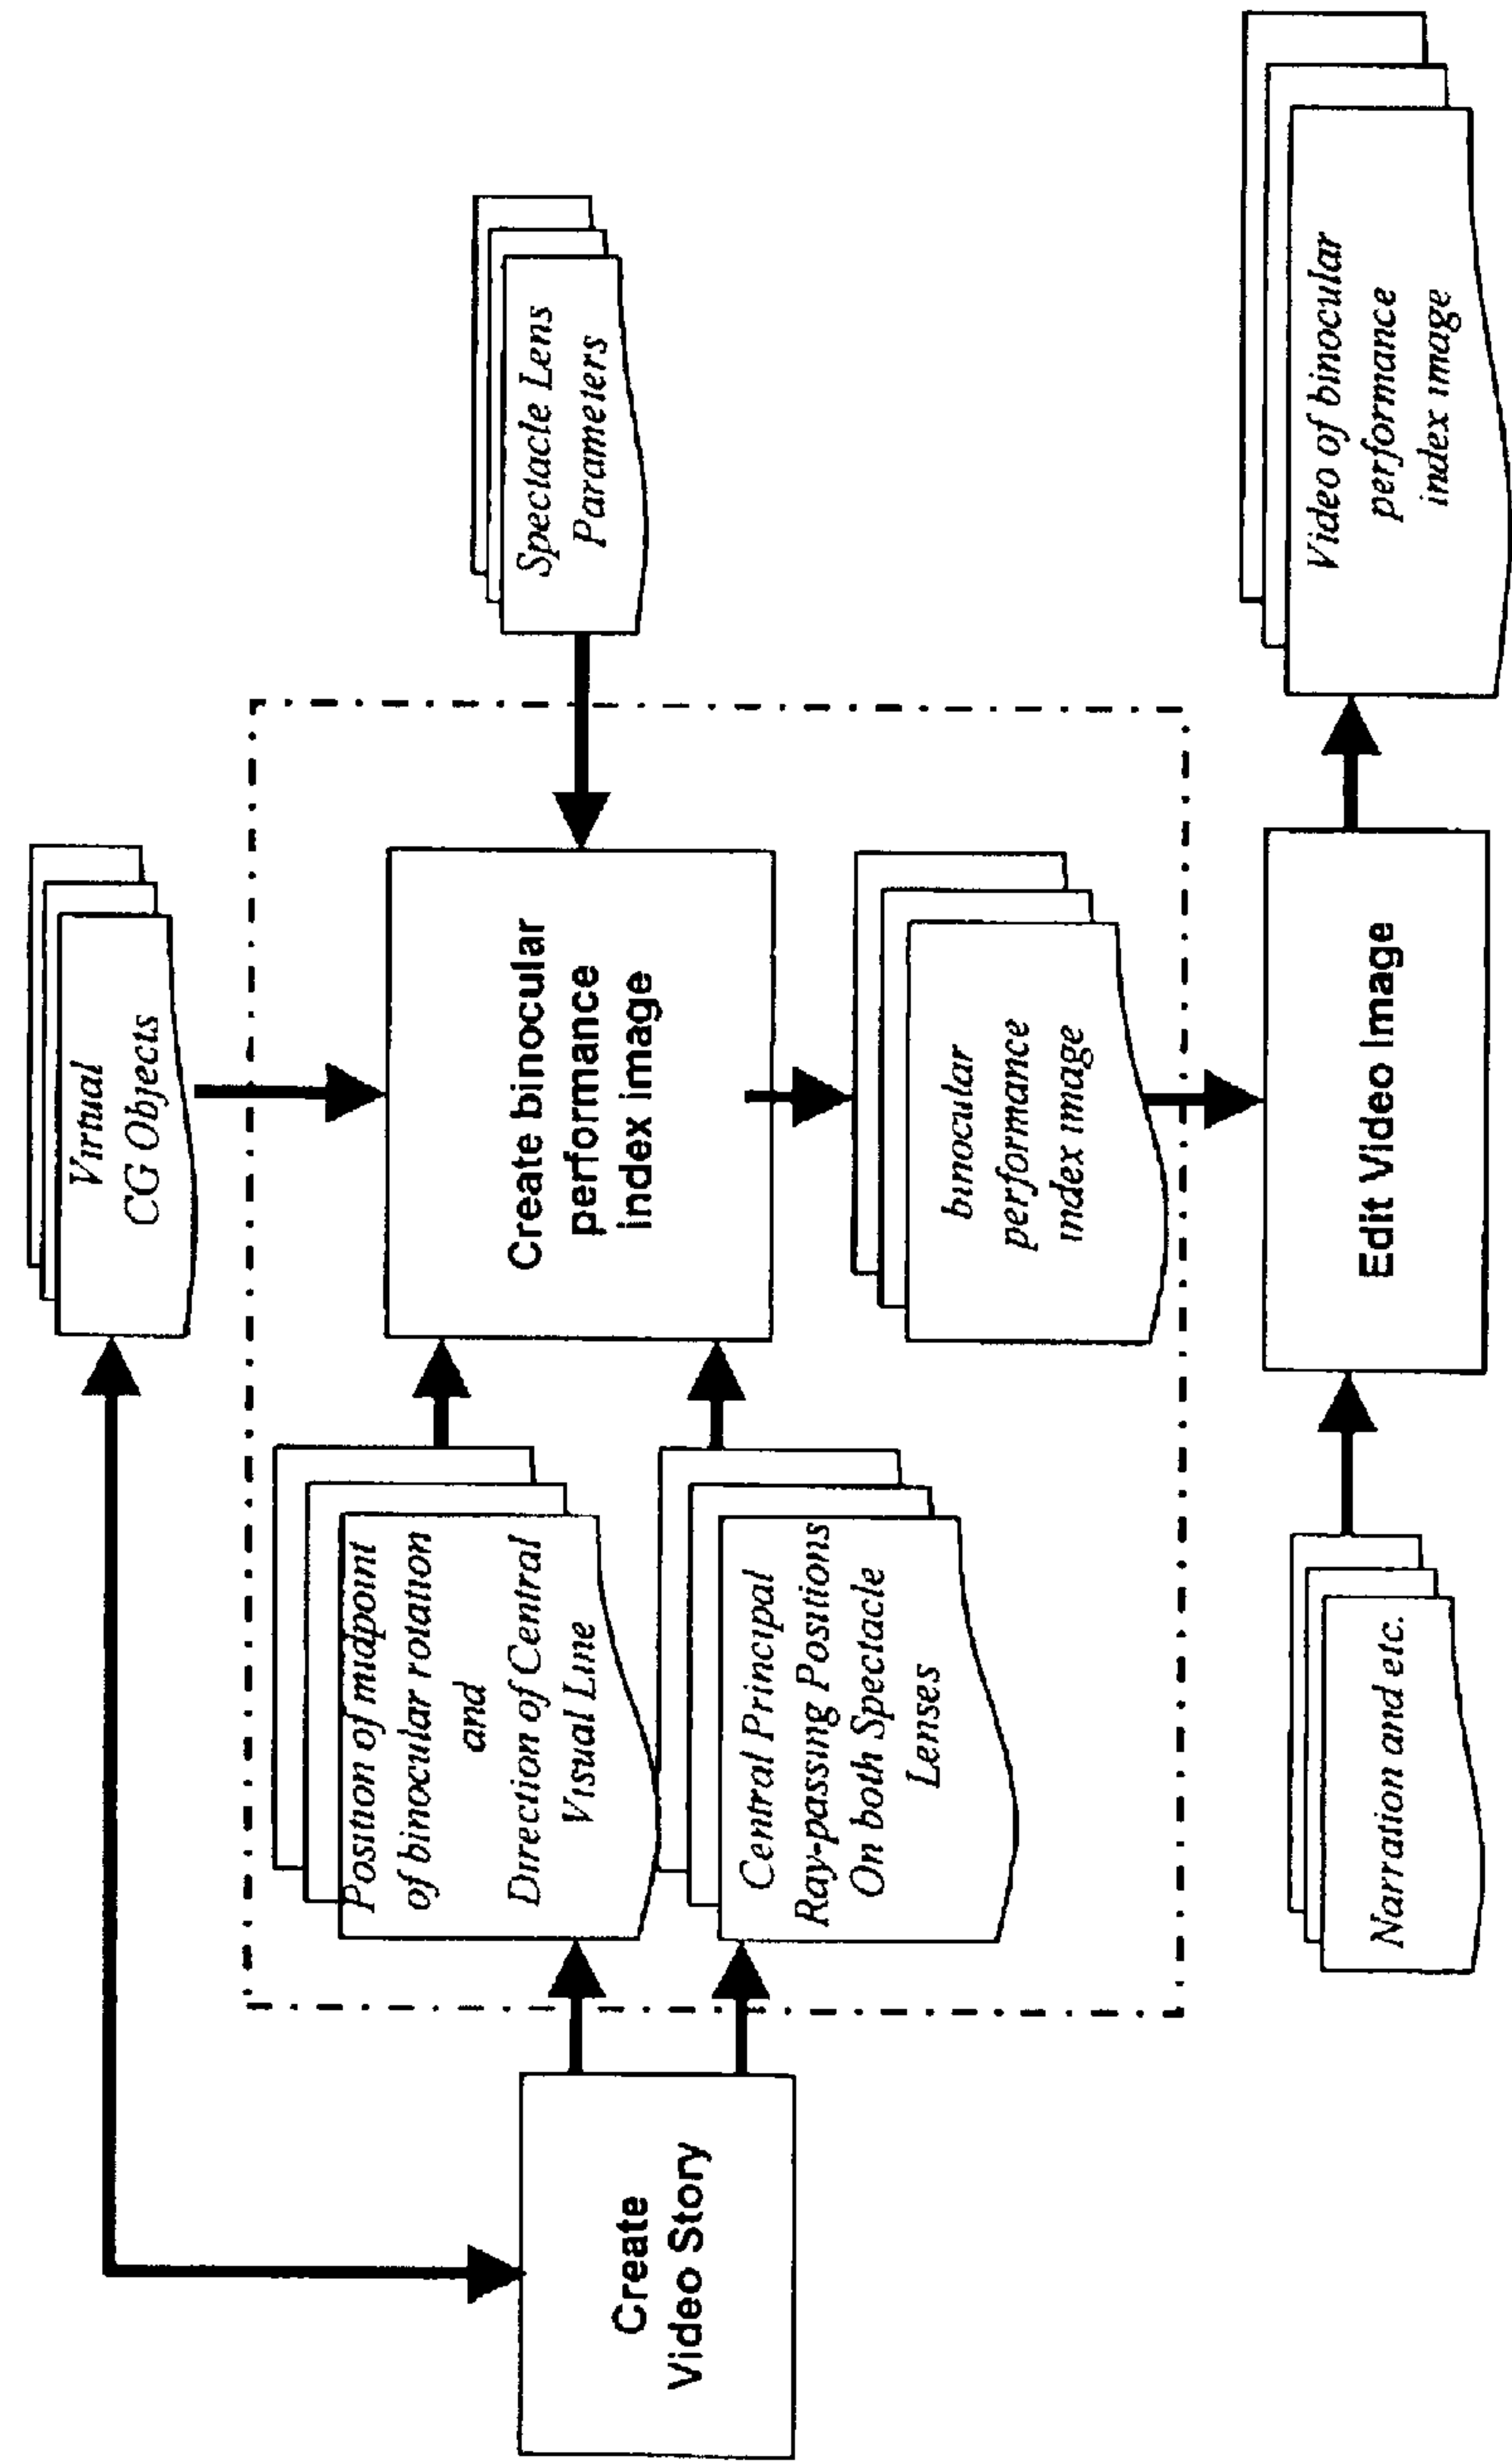 Virtual
CG Objects
Spectacle Lens
Parameters
Create binocular
performance
index image
Position of midpoint
of binocular rotation
and
Direction of Central
Visual Line
Central Principal
Ray-passing Positions
On both Spectacle
Lenses
Create
Video Story
binocular
performance
index image
Narration and etc.
Edit Video Image
Video of binocular
performance
index image